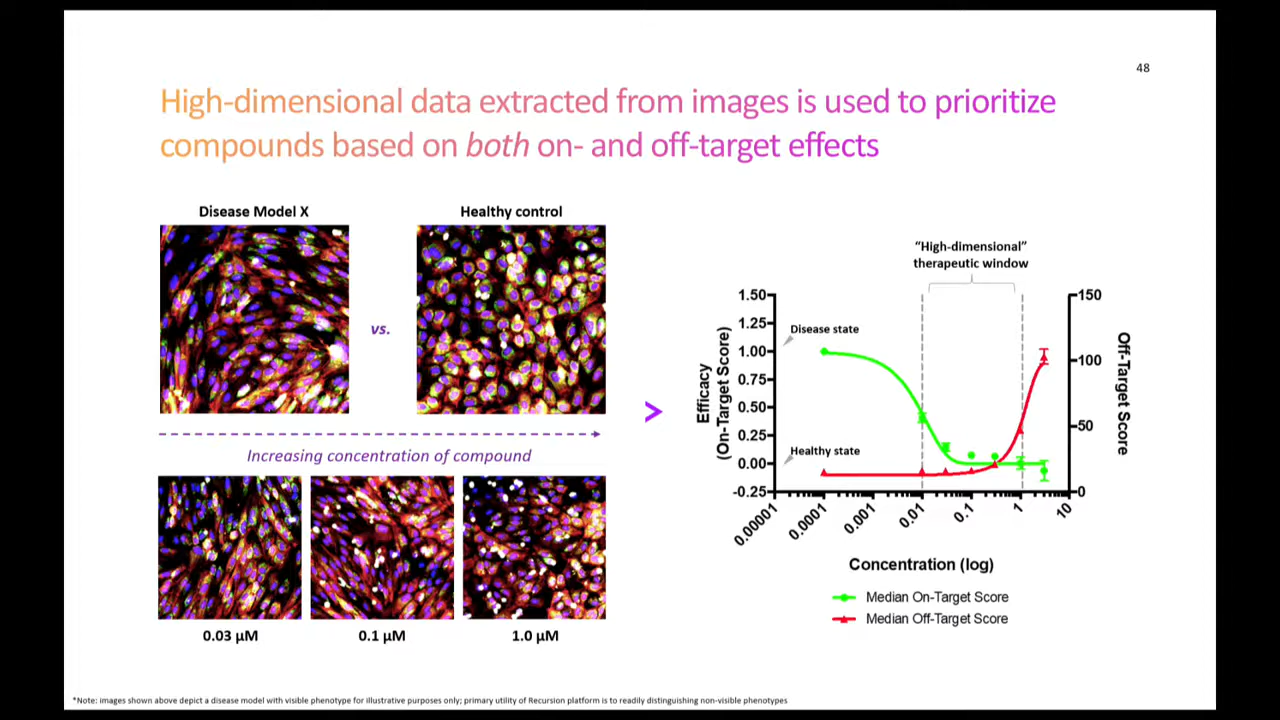 48
High-dimensional data extracted from images is used to prioritize
compounds based on both on- and off-target effects
Disease Model X
Healthy control
vs.
Increasing concentration of compound
0.03 μM
0.1 μM
1.0 μM
>
"High-dimensional"
therapeutic window
Efficacy
(On-Target Score)
1.50
1.25
1.00
0.75
0.50
0.25
0.00
-0.25
Disease state
Healthy state
150
100
50
0
Off-Target Score
0.00001
0.0001
0.001
0.01
0.1
1
10
Concentration (log)
Median On-Target Score
Median Off-Target Score
*Note: images shown above depict a disease model with visible phenotype for illustrative purposes only; primary utility of Recursion platform is to readily distinguishing non-visible phenotypes